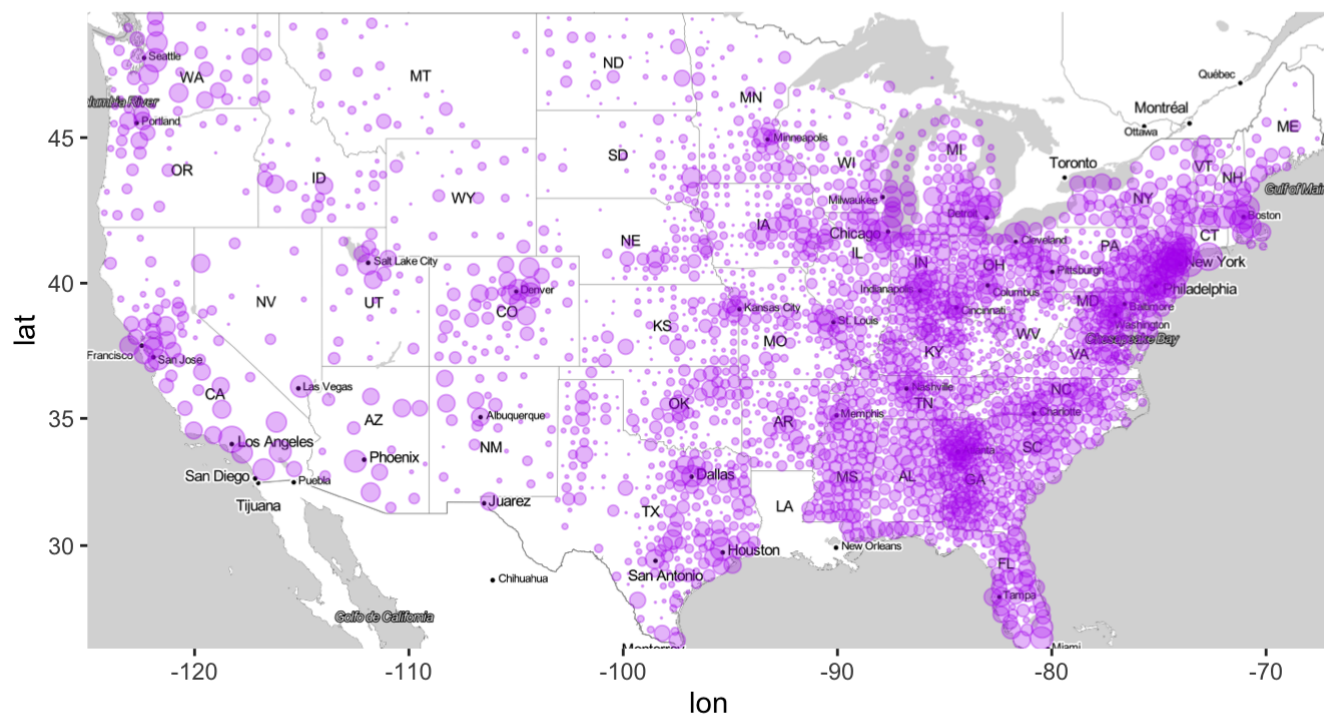 Québec
Seattle
WA
MT
ND
MN
Montréal
Ottawa
ME
Portland
Minneapolis
OR
ID
SD
WI
MI
Toronto
VT
NH
WY
Milwaukee
Detroit
NY
Boston
IA
Chicago
Cleveland
CT
NE
IL
IN
OH
PA
New York
Salt Lake City
Pittsburgh
NV
UT
Denver
CO
Indianapolis
Columbus
Philadelphia
Kansas City
MD
Baltimore
KS
St. Louis
Cincinnati
Washington
MO
WV
Chesapeake Bay
Francisco
San Jose
KY
VA
CA
Las Vegas
Nashville
OK
TN
NC
AZ
Albuquerque
AR
Memphis
Charlotte
Los Angeles
NM
SC
Phoenix
San Diego
Puebla
Dallas
MS
AL
GA
Tijuana
Juarez
TX
LA
Houston
New Orleans
San Antonio
Chihuahua
FL
Tampa
Golfo de California
Miami
45
40
35
30
lat
-120
-110
-100
-90
-80
-70
lon